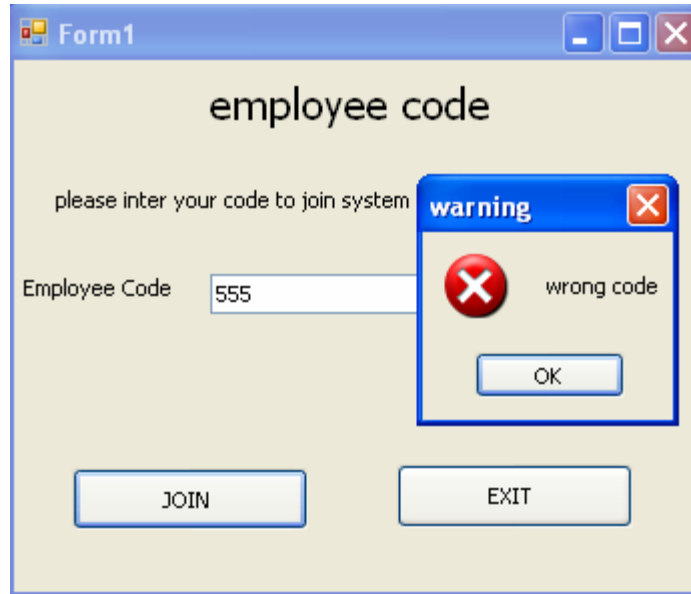 Form1
employee code
please inter your code to join system
warning
wrong code
Employee Code
555
OK
JOIN
EXIT